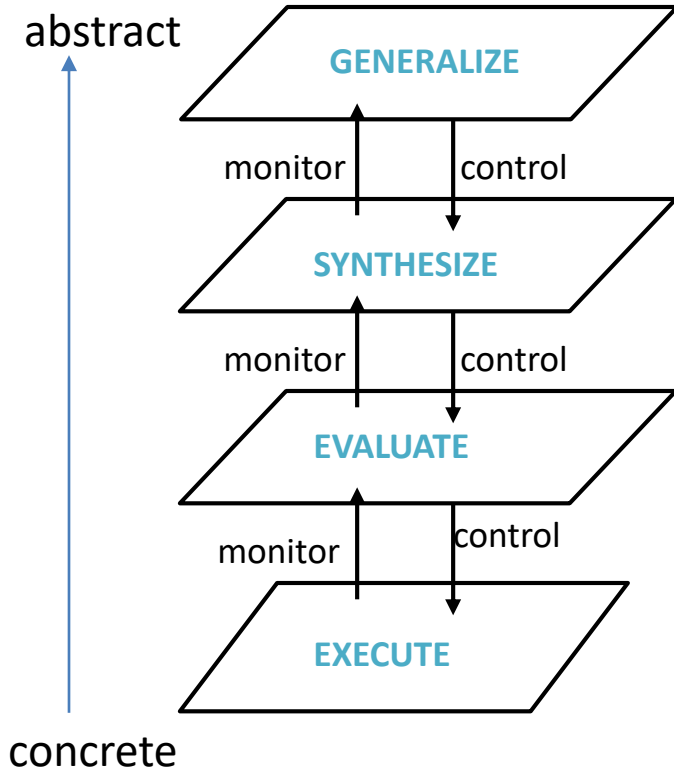 abstract
GENERALIZE
monitor
control
SYNTHESIZE
monitor
control
EVALUATE
monitor
control
EXECUTE
concrete